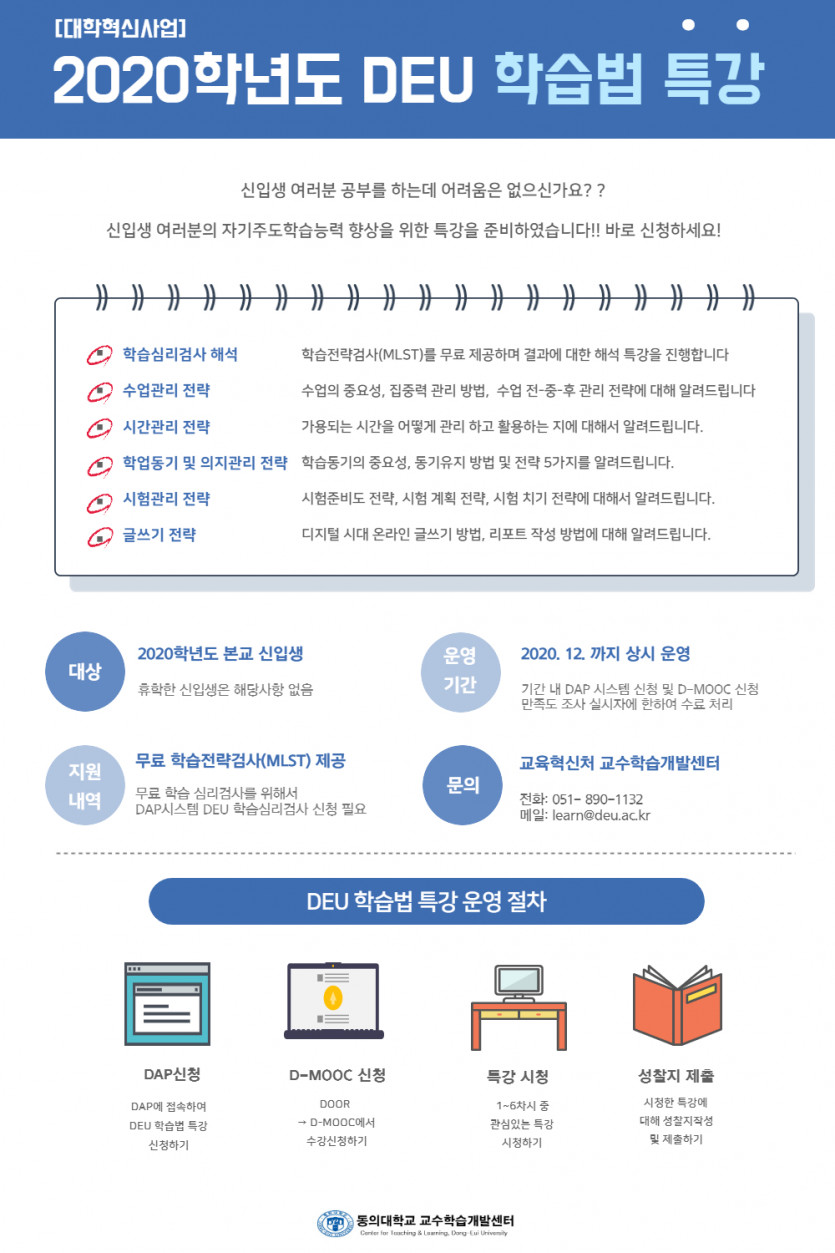 [대학혁신사업]
2020학년도 DEU 학습법 특강
신입생 여러분 공부를 하는데 어려움은 없으신가요? ?
신입생 여러분의 자기주도학습능력 향상을 위한 특강을 준비하였습니다!! 바로 신청하세요!
학습심리검사 해석 학습전략검사(MLST)를 무료 제공하며 결과에 대한 해석 특강을 진행합니다
수업관리 전략 수업의 중요성, 집중력 관리 방법, 수업 전-중-후 관리 전략에 대해 알려드립니다
시간관리 전략 가용되는 시간을 어떻게 관리 하고 활용하는 지에 대해서 알려드립니다.
학업동기 및 의지관리 전략 학습동기의 중요성, 동기유지 방법 및 전략 5가지를 알려드립니다.
시험관리 전략 시험준비도 전략, 시험 계획 전략, 시험 치기 전략에 대해서 알려드립니다.
글쓰기 전략 디지털 시대 온라인 글쓰기 방법, 리포트 작성 방법에 대해 알려드립니다.
대상
2020학년도 본교 신입생
휴학한 신입생은 해당사항 없음
운영
기간
2020. 12. 까지 상시 운영
기간 내 DAP 시스템 신청 및 D-MOOC 신청
만족도 조사 실시자에 한하여 수료 처리
지원
내역
무료 학습전략검사(MLST) 제공
무료 학습 심리검사를 위해서
DAP시스템 DEU 학습심리검사 신청 필요
문의
교육혁신처 교수학습개발센터
전화: 051- 890-1132
메일: learn@deu.ac.kr
DEU 학습법 특강 운영 절차
DAP신청
DAP에 접속하여
DEU 학습법 특강
신청하기
D-MOOC 신청
DOOR
→ D-MOOC에서
수강신청하기
특강 시청
1~6차시 중
관심있는 특강
시청하기
성찰지 제출
시청한 특강에
대해 성찰지작성
및 제출하기
동의대학교 교수학습개발센터
Center for Teaching & Learning, Dong-Eui University